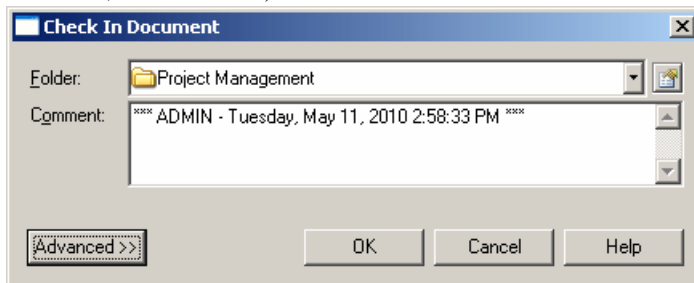 Check In Document
Folder: Project Management
Comment: *** ADMIN - Tuesday, May 11, 2010 2:58:33 PM ***
Advanced >> OK Cancel Help